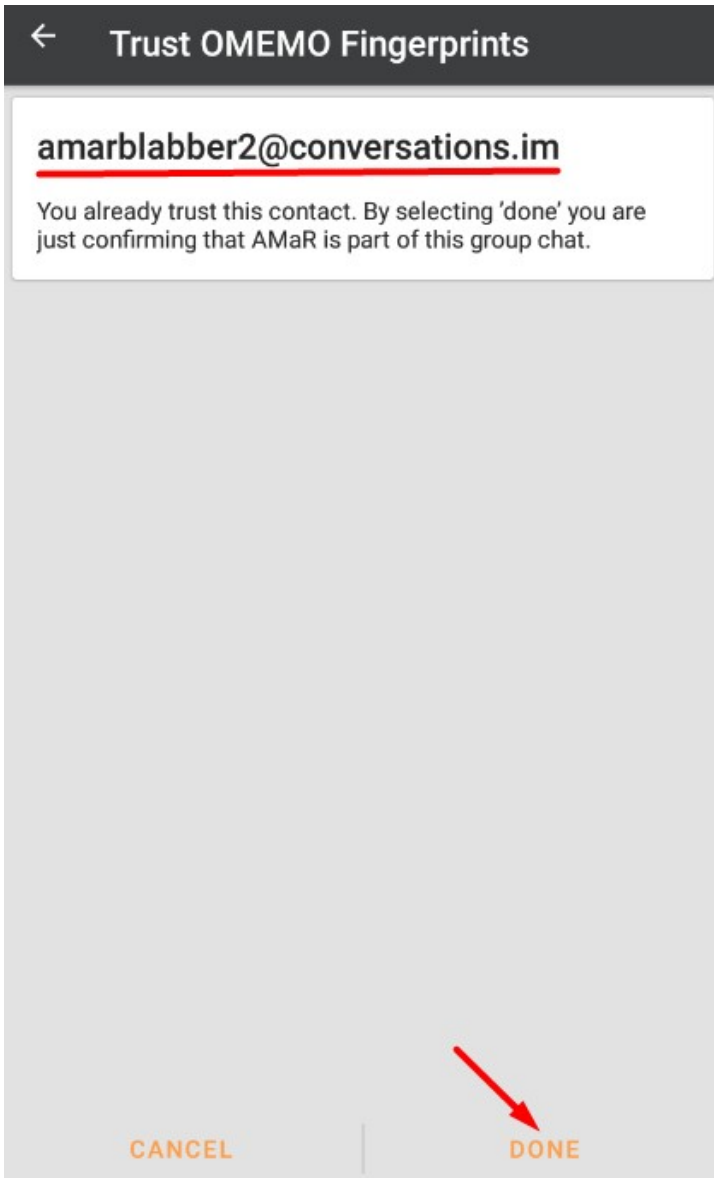 Trust OMEMO Fingerprints
amarblabber2@conversations.im
You already trust this contact. By selecting ’done’ you are
just confirming that AMaR is part of this group chat.
CANCEL
DONE